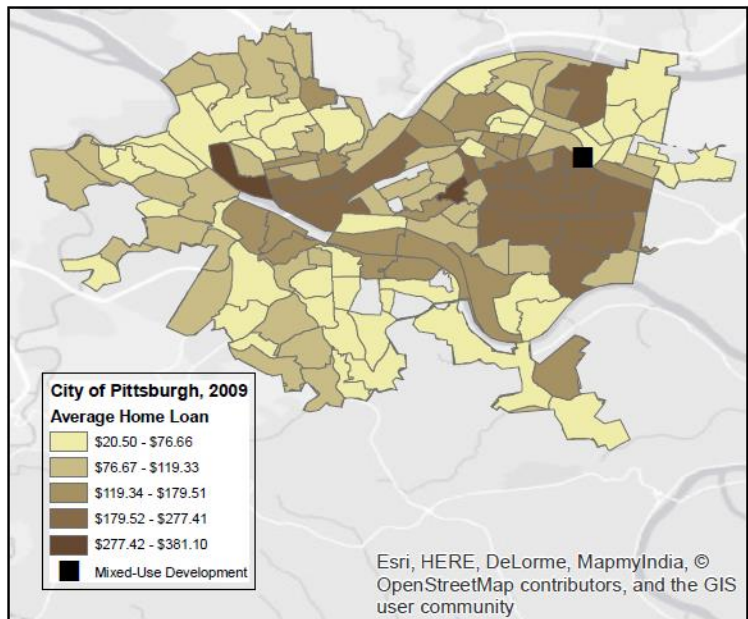 City of Pittsburgh, 2009
Average Home Loan
$20.50 - $76.66
$76.67 - $119.33
$119.34 - $179.51
$179.52 - $277.41
$277.42 - $381.10
Mixed-Use Development
Esri, HERE, DeLorme, MapmyIndia, ©
OpenStreetMap contributors, and the GIS
user community